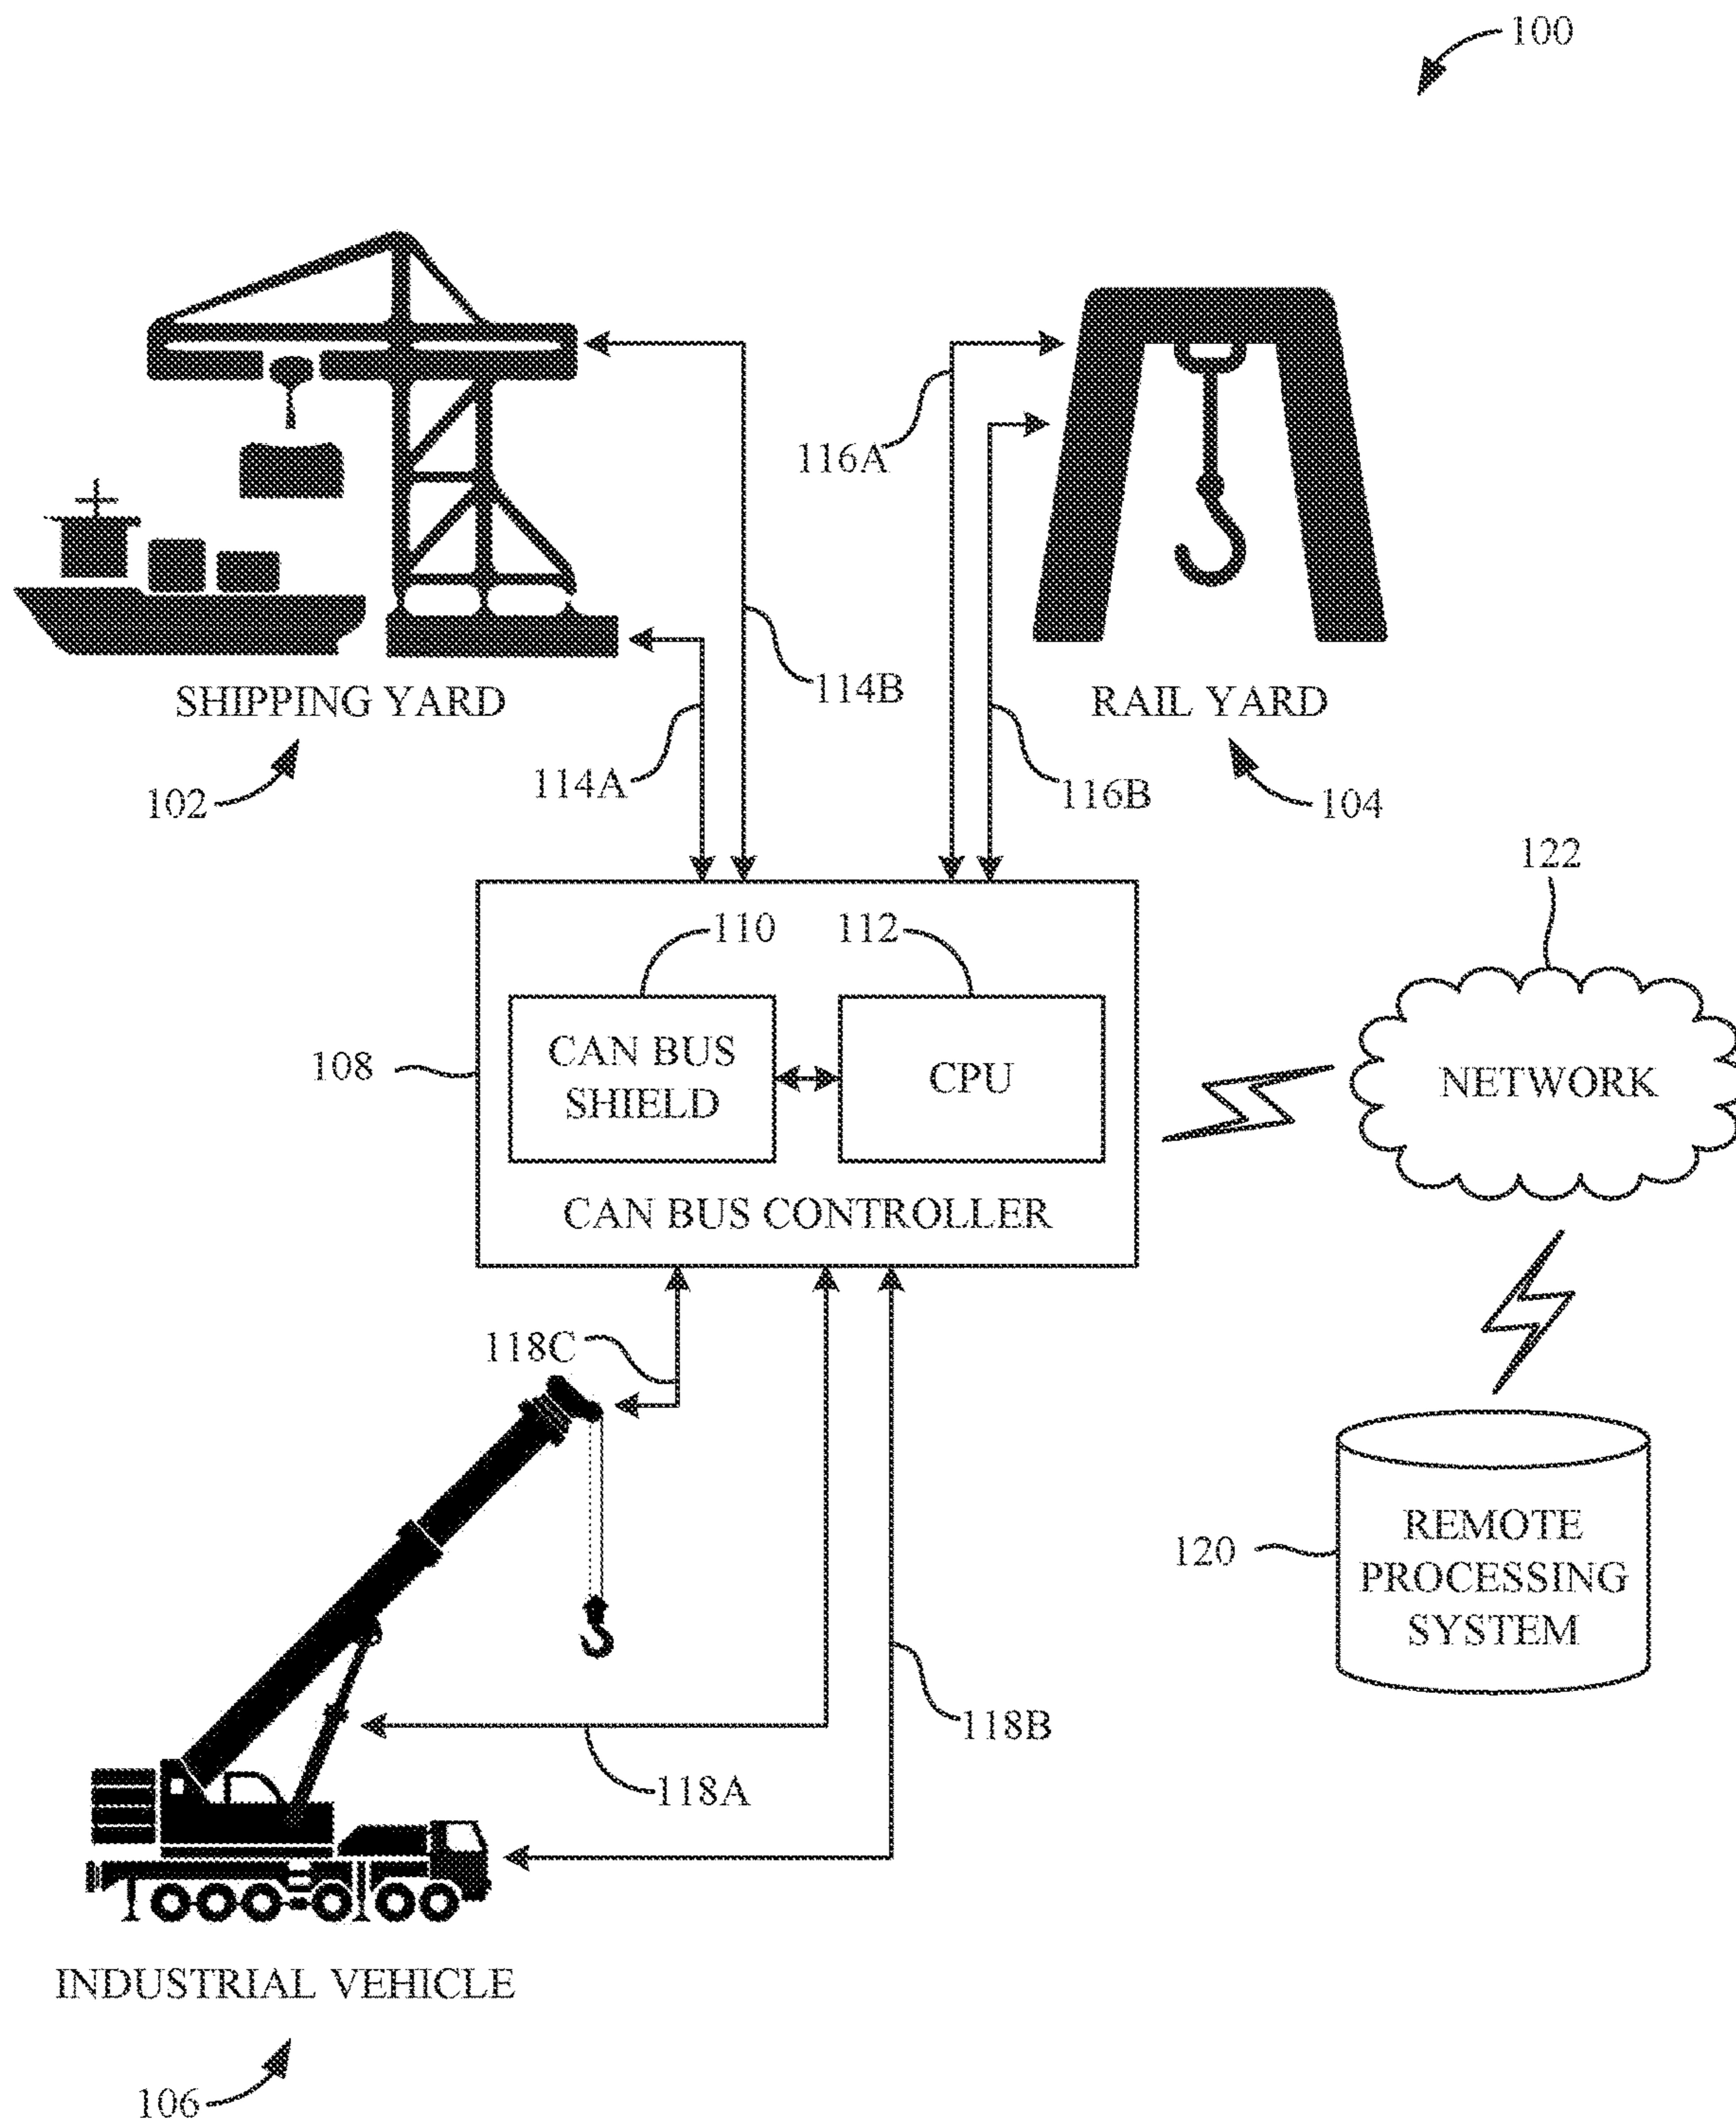 100
116A
114B
SHIPPING YARD
RAIL YARD
114A
116B
102
104
122
110
112
108
CAN BUS
SHIELD
CPU
NETWORK
CAN BUS CONTROLLER
118C
120
REMOTE
PROCESSING
SYSTEM
118B
118A
INDUSTRIAL VEHICLE
106